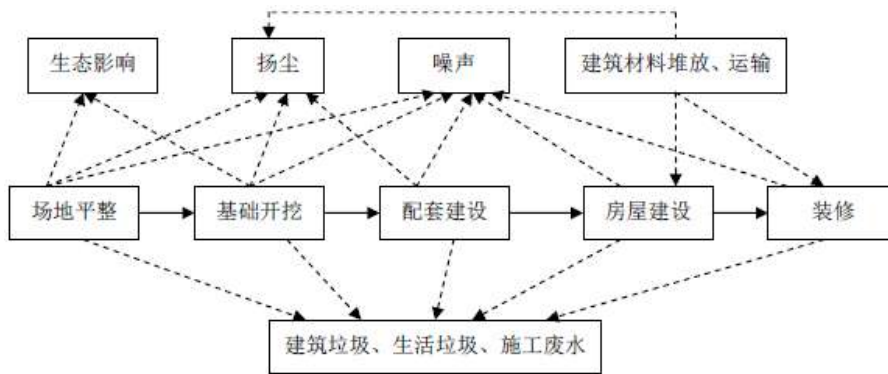 生态影响
扬尘
噪声
建筑材料堆放、运输
场地平整
基础开挖
配套建设
房屋建设
装修
建筑垃圾、生活垃圾、施工废水